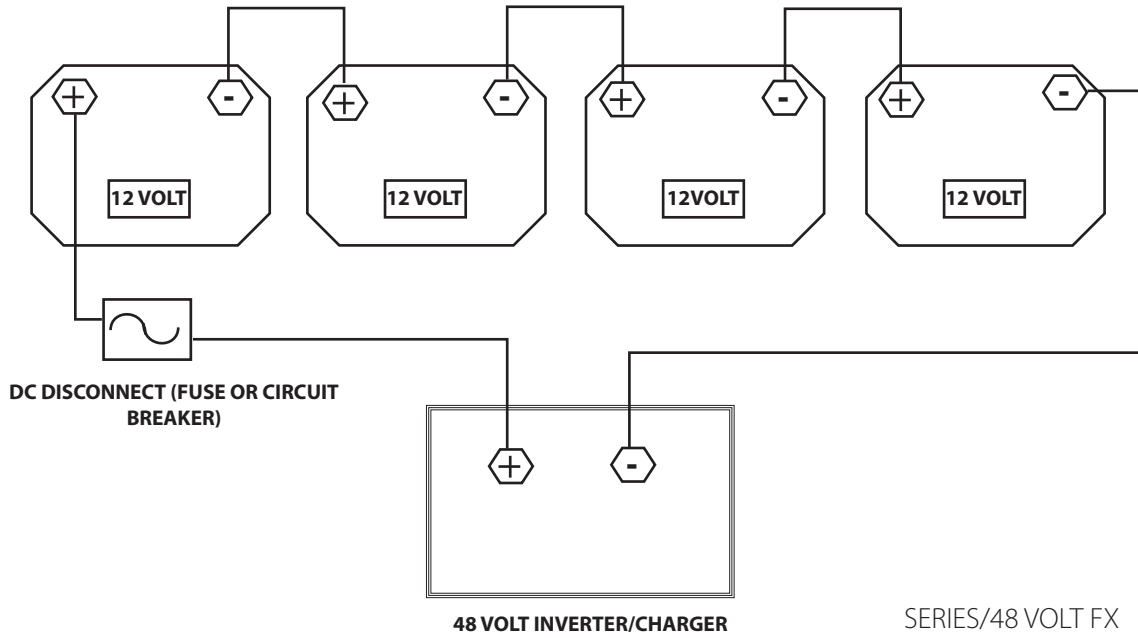 + - + - + - + -
12 VOLT 12 VOLT 12VOLT 12 VOLT
DC DISCONNECT (FUSE OR CIRCUIT
BREAKER)
+ -
48 VOLT INVERTER/CHARGER
SERIES/48 VOLT FX